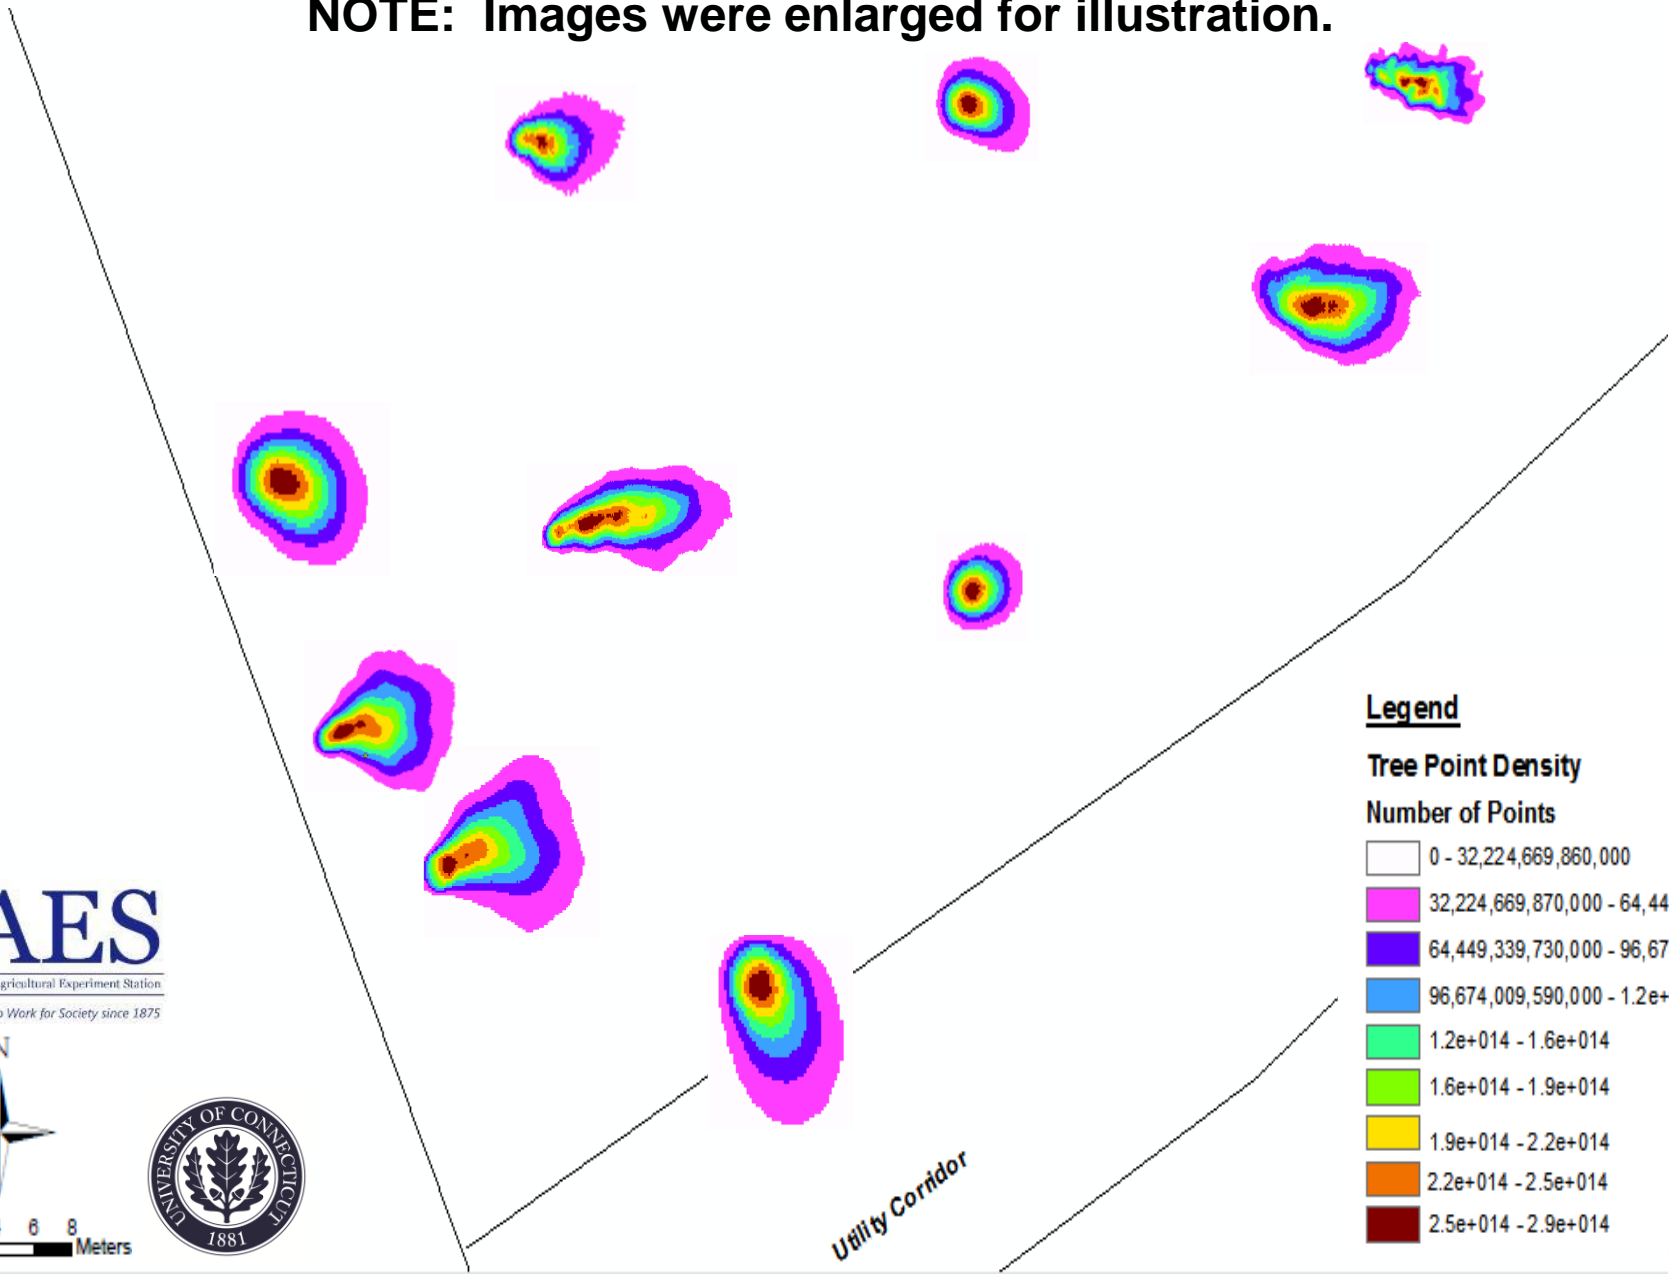 NOTE: Images were enlarged for illustration.
Legend
Tree Point Density
Number of Points
0 - 32,224,669,860,000
32,224,669,870,000 - 64,44
64,449,339,730,000 - 96,67
96,674,009,590,000 - 1.2e+
1.2e+014 - 1.6e+014
1.6e+014 - 1.9e+014
1.9e+014 - 2.2e+014
2.2e+014 - 2.5e+014
2.5e+014 - 2.9e+014
AES
gricultural Experiment Station
Work for Society since 1875
N
6 8
Meters
UNIVERSITY OF CONNECTICUT
1881
Utility Corridor